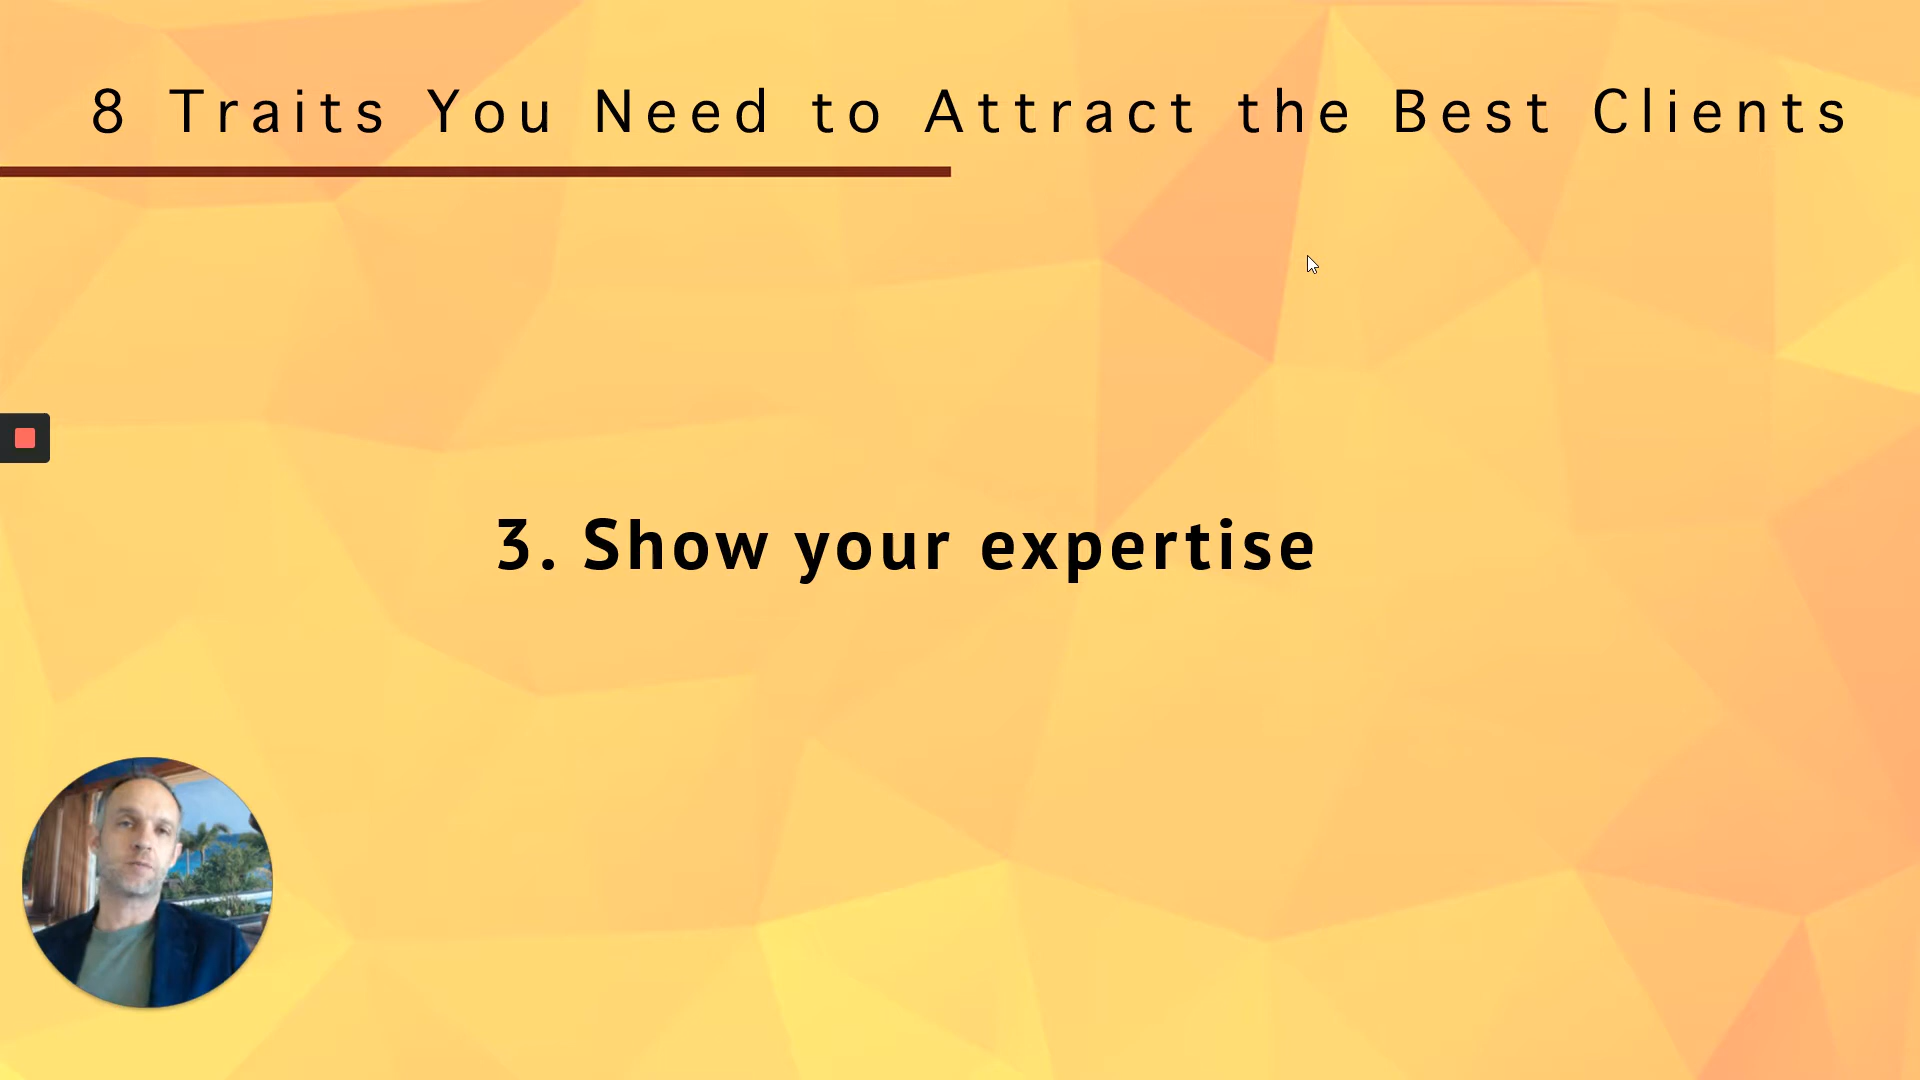 8 Traits You Need to Attract the Best Clients
3. Show your expertise